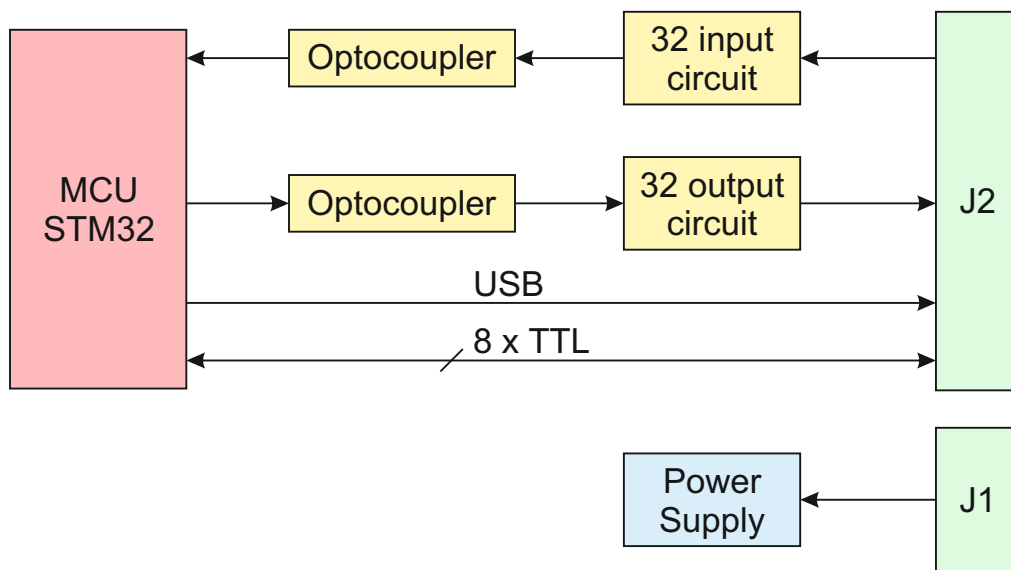 Optocoupler
32 input
circuit
MCU
STM32
Optocoupler
32 output
circuit
J2
USB
8 x TTL
Power
Supply
J1